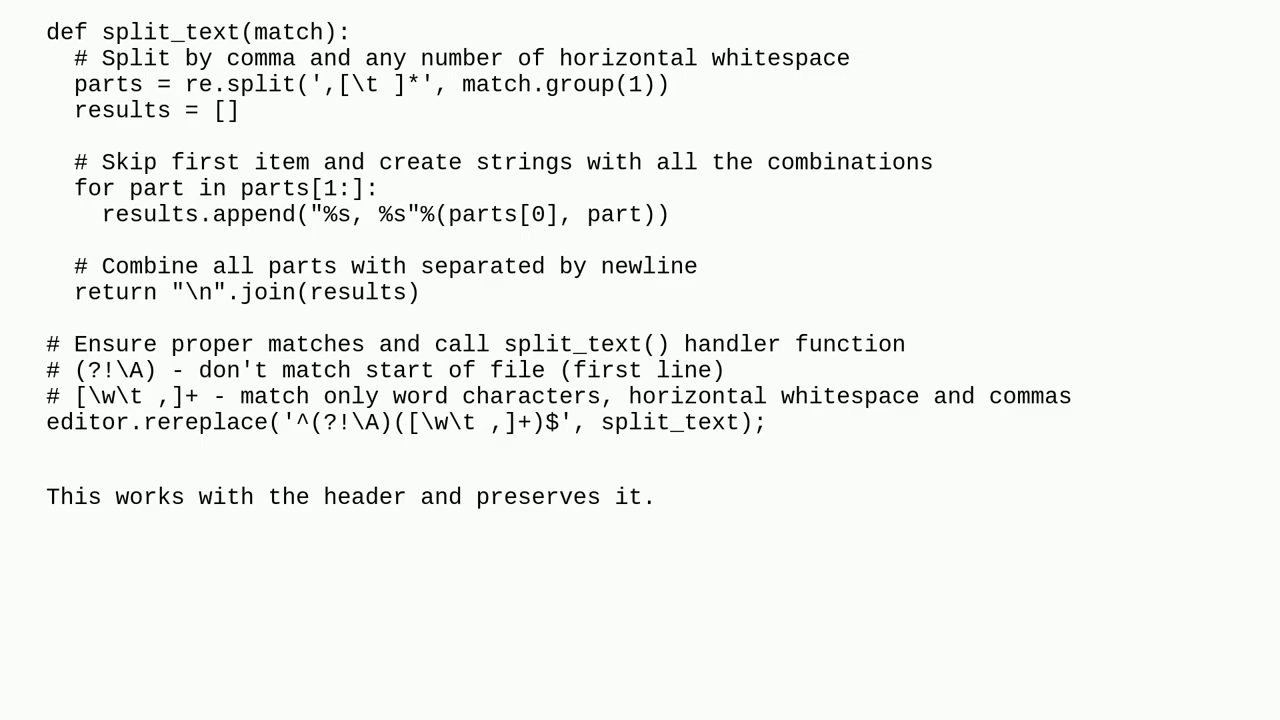 def split_text(match):
  # Split by comma and any number of horizontal whitespace
  parts = re.split(',[\t ]*', match.group(1))
  results = []

  # Skip first item and create strings with all the combinations
  for part in parts[1:]:
    results.append("%s, %s"%(parts[0], part))

  # Combine all parts with separated by newline
  return "\n".join(results)

# Ensure proper matches and call split_text() handler function
# (?!\A) - don't match start of file (first line)
# [\w\t ,]+ - match only word characters, horizontal whitespace and commas
editor.rereplace('^(?!\A)([\w\t ,]+)$', split_text);

This works with the header and preserves it.